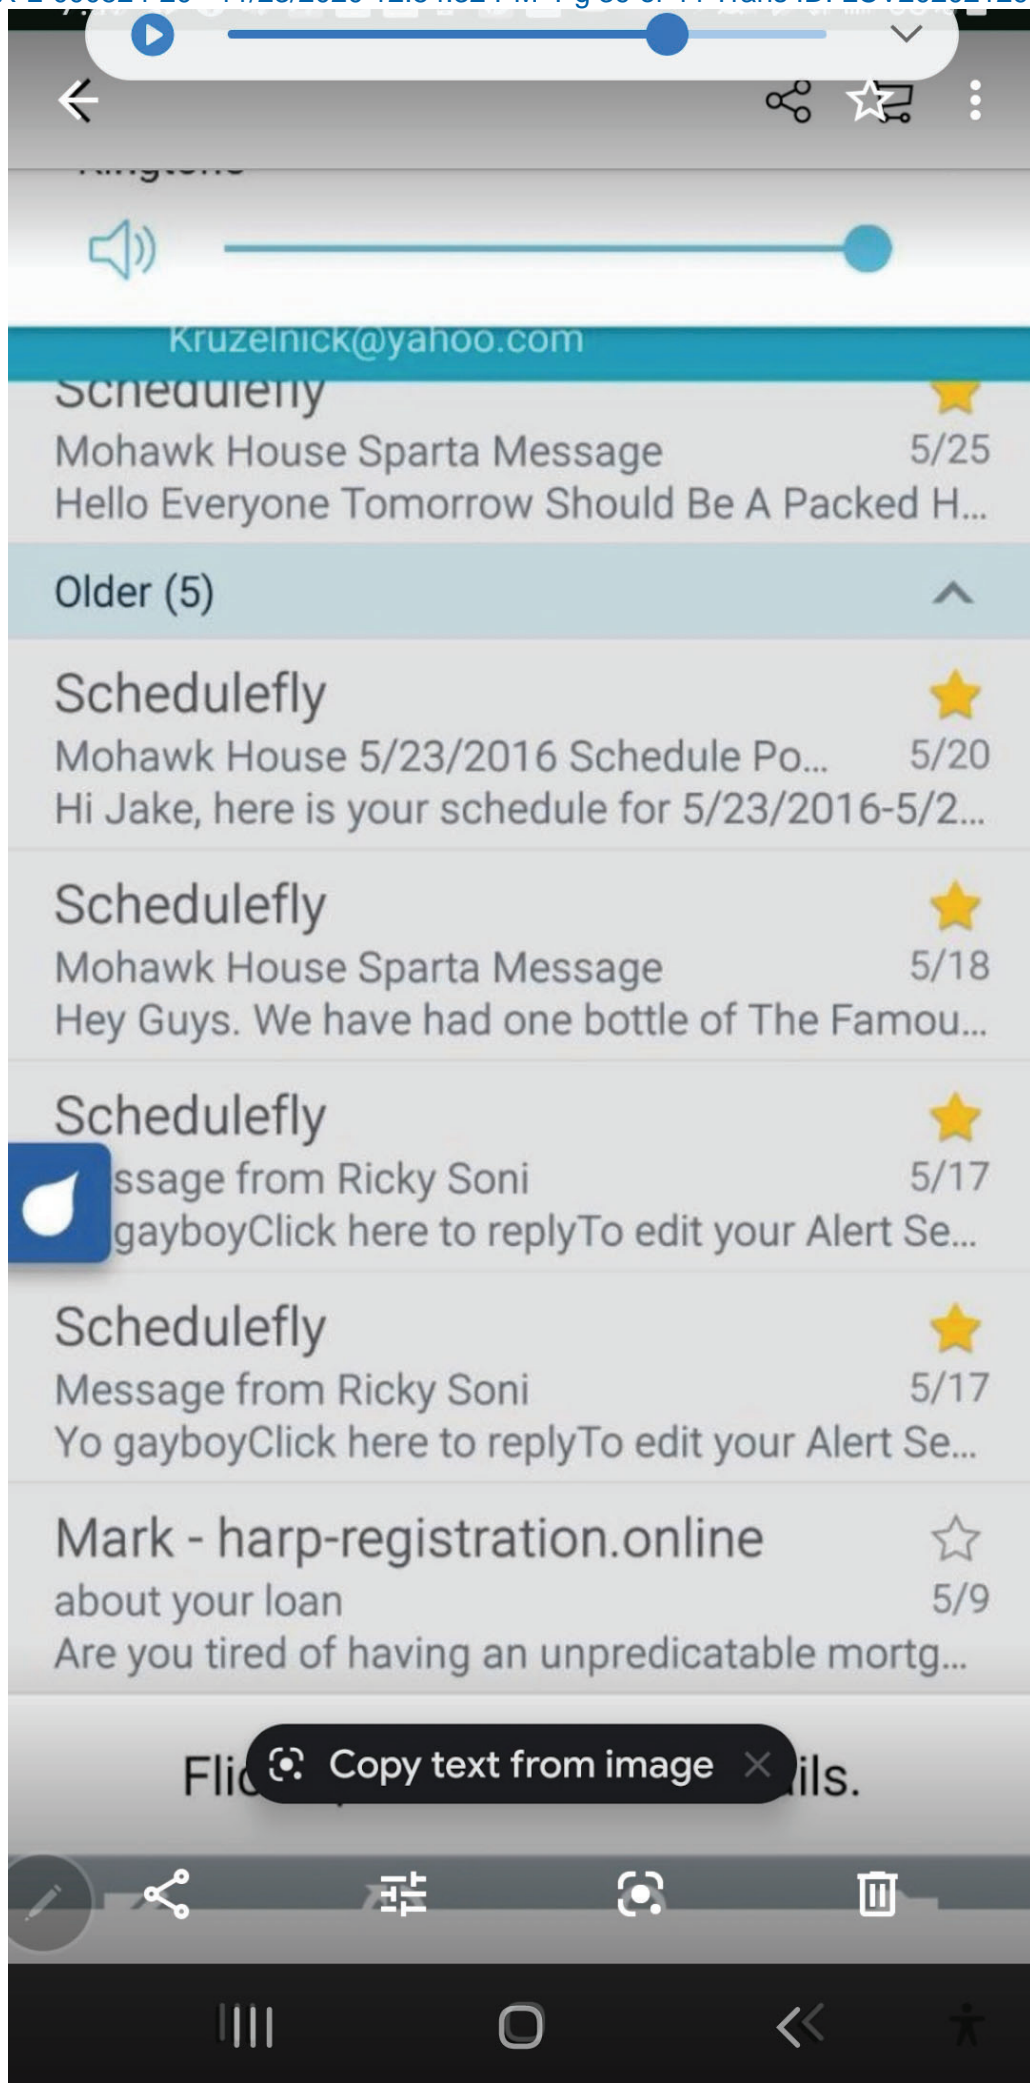 Kruzelnick@yahoo.com
Schedulefly
Mohawk House Sparta Message 5/25
Hello Everyone Tomorrow Should Be A Packed H...
Older (5)
Schedulefly
Mohawk House 5/23/2016 Schedule Po... 5/20
Hi Jake, here is your schedule for 5/23/2016-5/2...
Schedulefly
Mohawk House Sparta Message 5/18
Hey Guys. We have had one bottle of The Famou...
Schedulefly
ssage from Ricky Soni 5/17
gayboyClick here to replyTo edit your Alert Se...
Schedulefly
Message from Ricky Soni 5/17
Yo gayboyClick here to replyTo edit your Alert Se...
Mark - harp-registration.online
about your loan 5/9
Are you tired of having an unpredicatable mortg...
Copy text from image
ils.